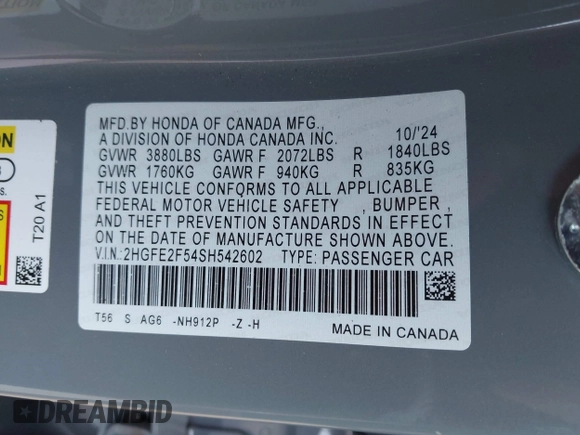 MFD.BY HONDA OF CANADA MFG.,
A DIVISION OF HONDA CANADA INC. 10/'24
GVWR 3880LBS GAWR F 2072LBS R 1840LBS
GVWR 1760KG GAWR F 940KG R 835KG
THIS VEHICLE CONFORMS TO ALL APPLICABLE
FEDERAL MOTOR VEHICLE SAFETY , BUMPER ,
AND THEFT PREVENTION STANDARDS IN EFFECT
ON THE DATE OF MANUFACTURE SHOWN ABOVE.
V.I.N.:2HGFE2F54SH542602 TYPE: PASSENGER CAR
T56 S AG6 -NH912P -Z -H
MADE IN CANADA
T20 A1
DREAMBID